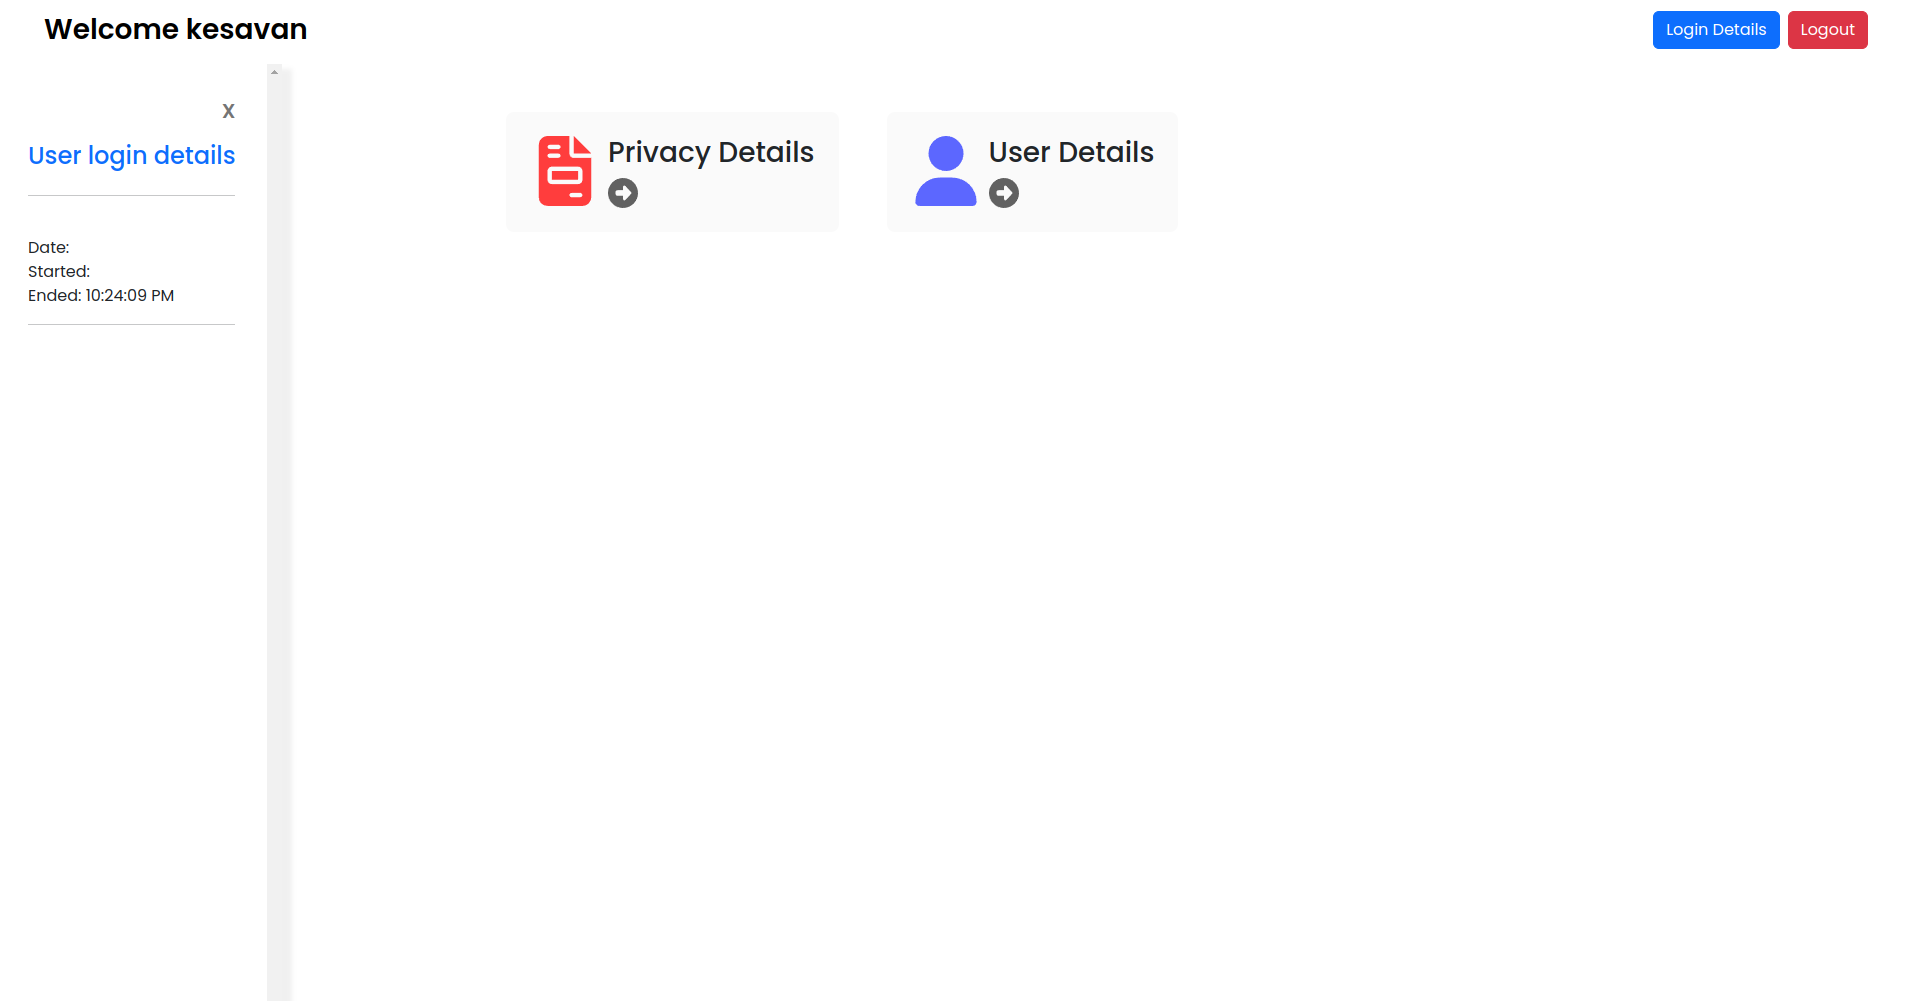 Welcome kesavan
Login Details
Logout
X
User login details
Date:
Started:
Ended: 10:24:09 PM
Privacy Details
User Details